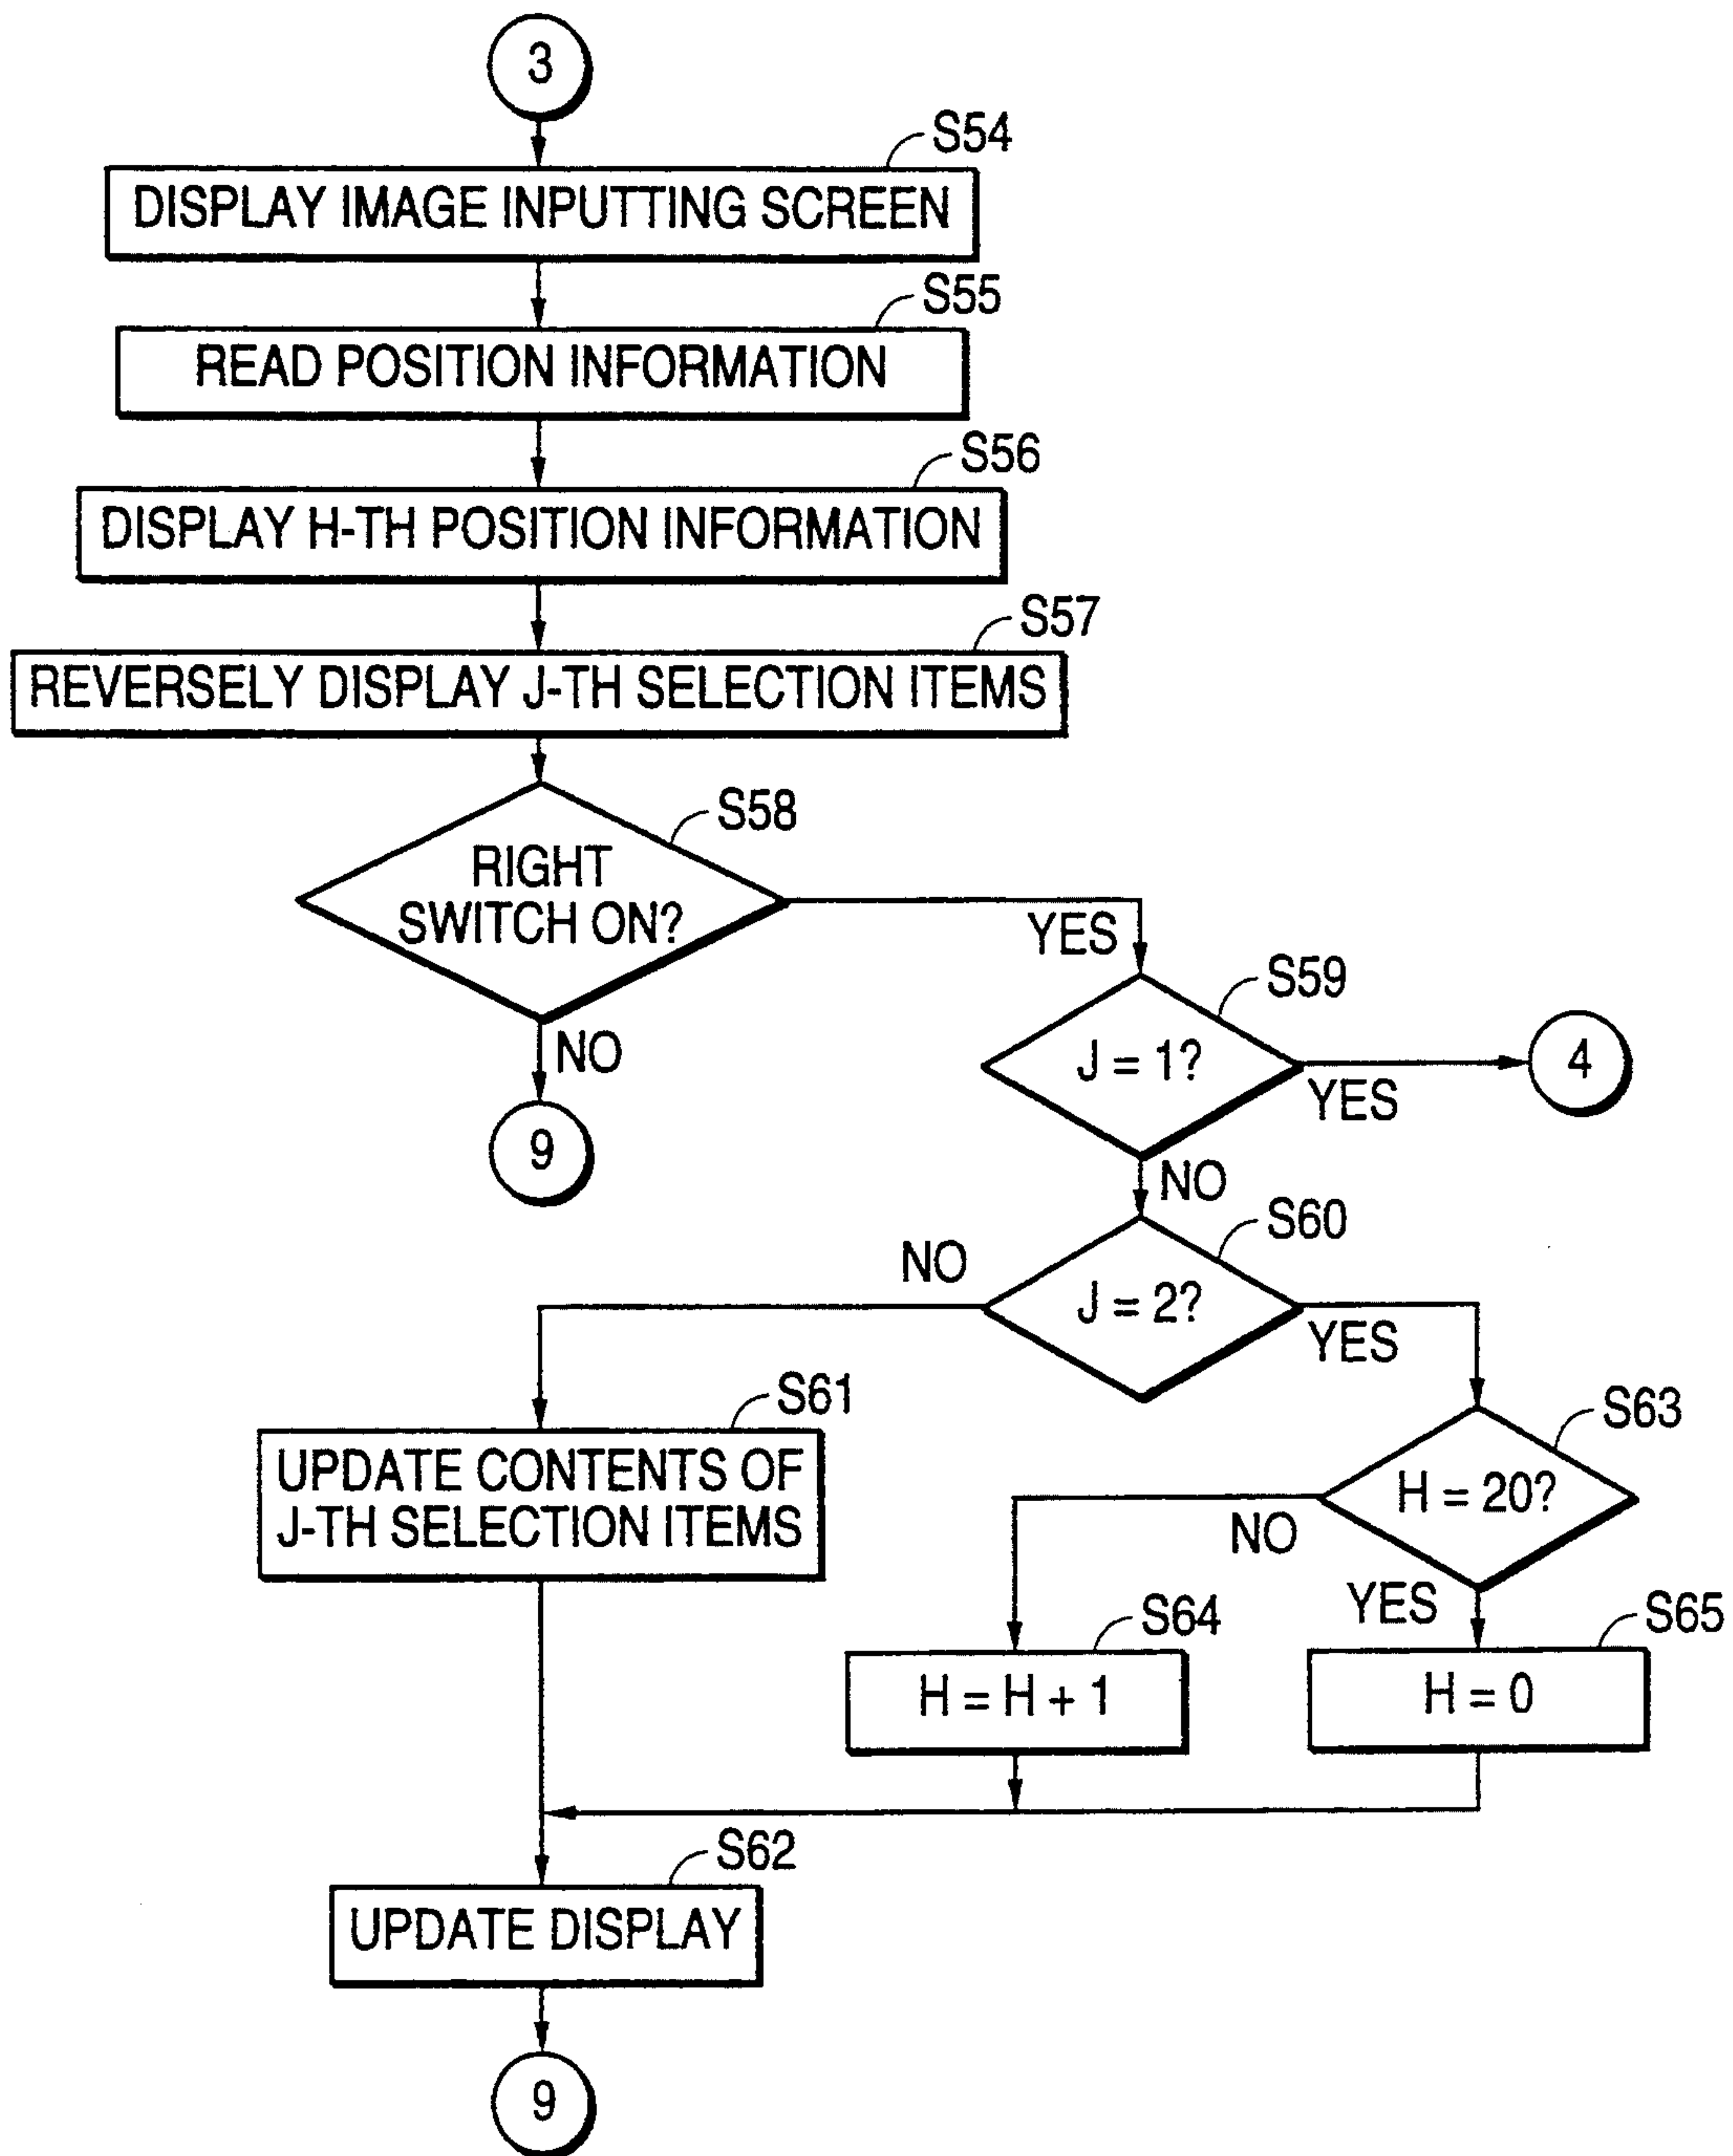 3
S54
DISPLAY IMAGE INPUTTING SCREEN
S55
READ POSITION INFORMATION
S56
DISPLAY H-TH POSITION INFORMATION
S57
REVERSELY DISPLAY J-TH SELECTION ITEMS
S58
RIGHT
SWITCH ON?
YES
NO
9
S59
J = 1?
YES
4
NO
S60
J = 2?
NO
YES
S61
UPDATE CONTENTS OF
J-TH SELECTION ITEMS
S63
H = 20?
NO
YES
S64
H = H + 1
S65
H = 0
S62
UPDATE DISPLAY
9